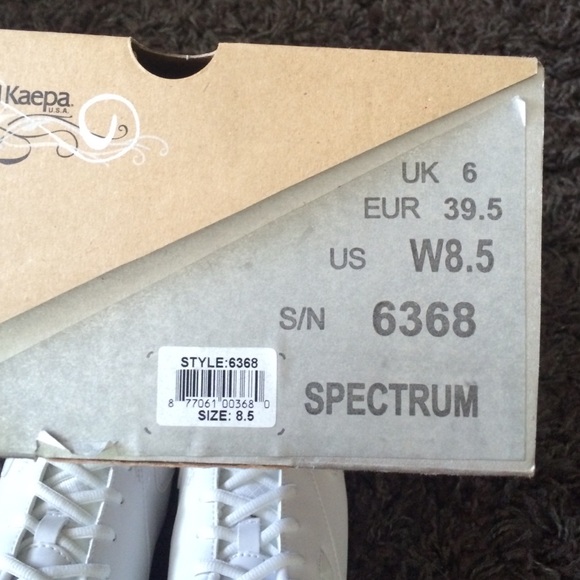 Kaepa
U.S.A.
UK 6
EUR 39.5
US W8.5
S/N 6368
SPECTRUM
STYLE:6368
8 77061 00368 0
SIZE: 8.5